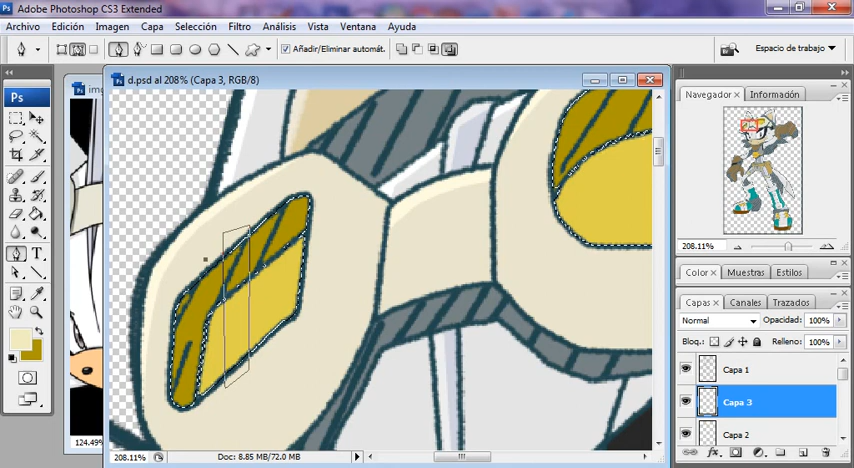 Adobe Photoshop CS3 Extended
Archivo Edición Imagen Capa Selección Filtro Análisis Vista Ventana Ayuda
Añadir/Eliminar automát.
Espacio de trabajo
Ps
img
d.psd al 208% (Capa 3, RGB/8)
Navegador Información
208.11%
Color Muestras Estilos
Capas Canales Trazados
Normal Opacidad: 100%
Bloq.: Relleno: 100%
Capa 1
Capa 3
Capa 2
T
124.49%
208.11% Doc: 8.85 MB/72.0 MB
fx